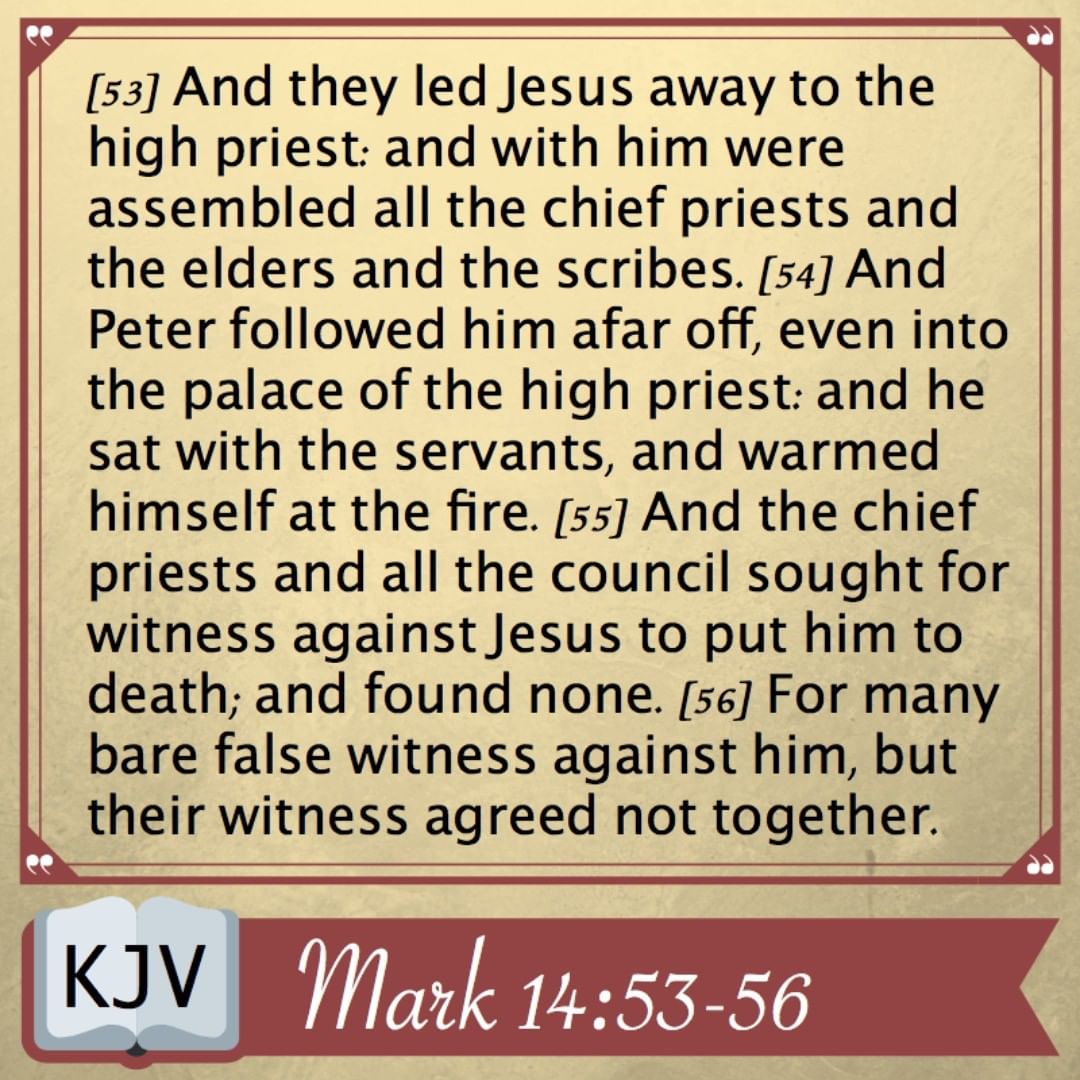 [53] And they led Jesus away to the
high priest: and with him were
assembled all the chief priests and
the elders and the scribes. [54] And
Peter followed him afar off, even into
the palace of the high priest: and he
sat with the servants, and warmed
himself at the fire. [55] And the chief
priests and all the council sought for
witness against Jesus to put him to
death; and found none. [56] For many
bare false witness against him, but
their witness agreed not together.
KJV
Mark 14:53-56